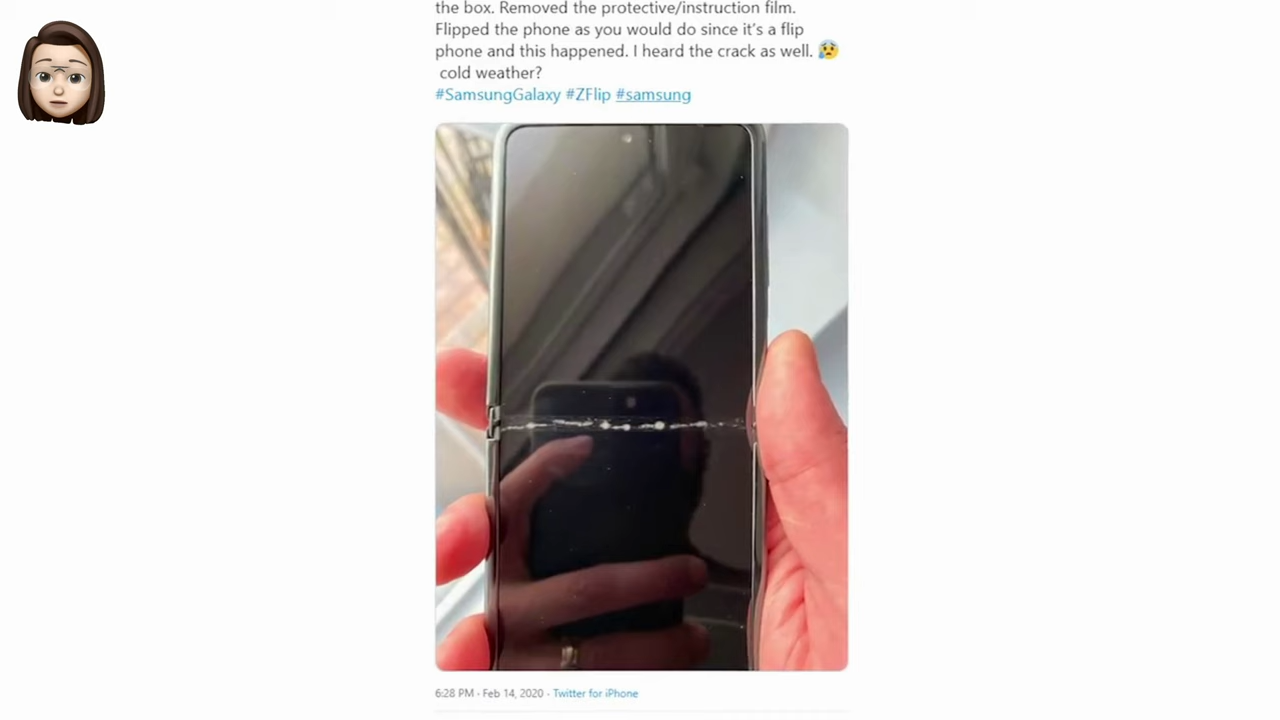 the box. Removed the protective/instruction film.
Flipped the phone as you would do since it's a flip
phone and this happened. I heard the crack as well. 😰
cold weather?
#SamsungGalaxy #ZFlip #samsung
6:28 PM · Feb 14, 2020 · Twitter for iPhone